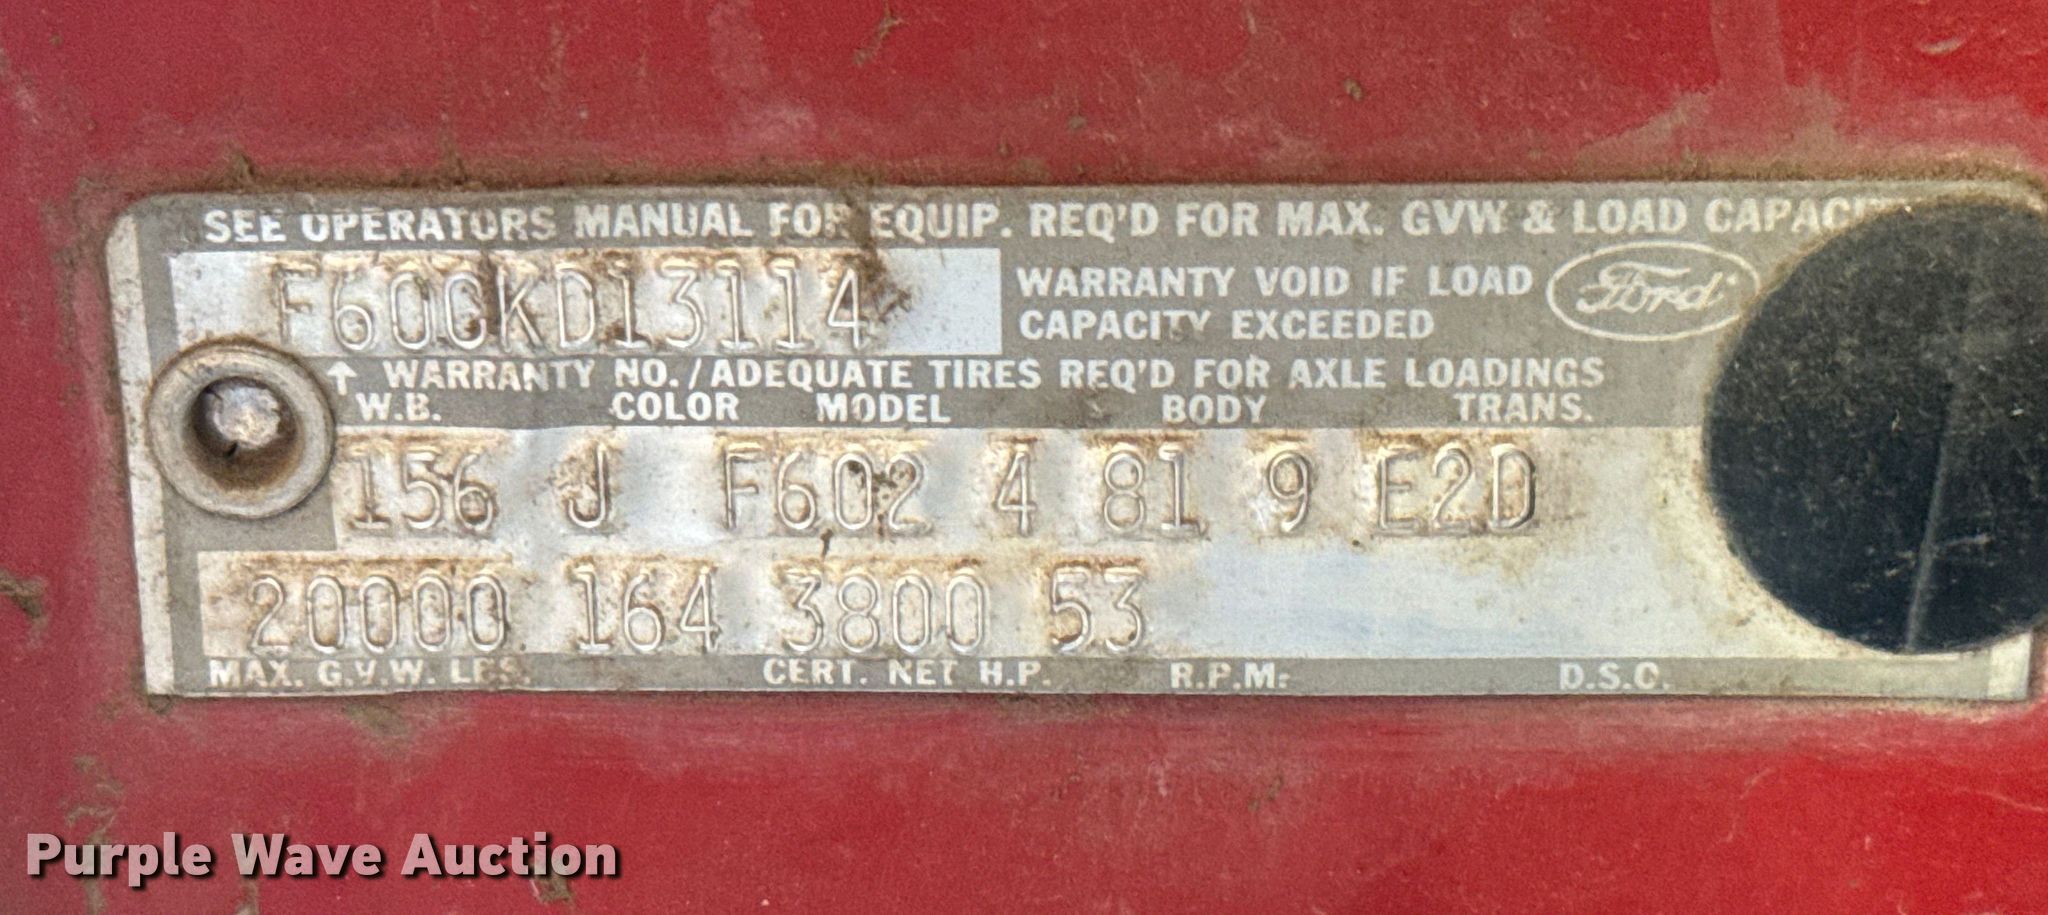 SEE OPERATORS MANUAL FOR EQUIP. REQ'D FOR MAX. GVW & LOAD CAPACI
F60CKD13114
WARRANTY VOID IF LOAD
CAPACITY EXCEEDED
Ford
↑ WARRANTY NO./ADEQUATE TIRES REQ'D FOR AXLE LOADINGS
W.B. COLOR MODEL BODY TRANS.
156 J F602 4 81 9 E2D
20000 164 3800 53
MAX. G.V.W. LBS. CERT. NET H.P. R.P.M. D.S.O.
Purple Wave Auction